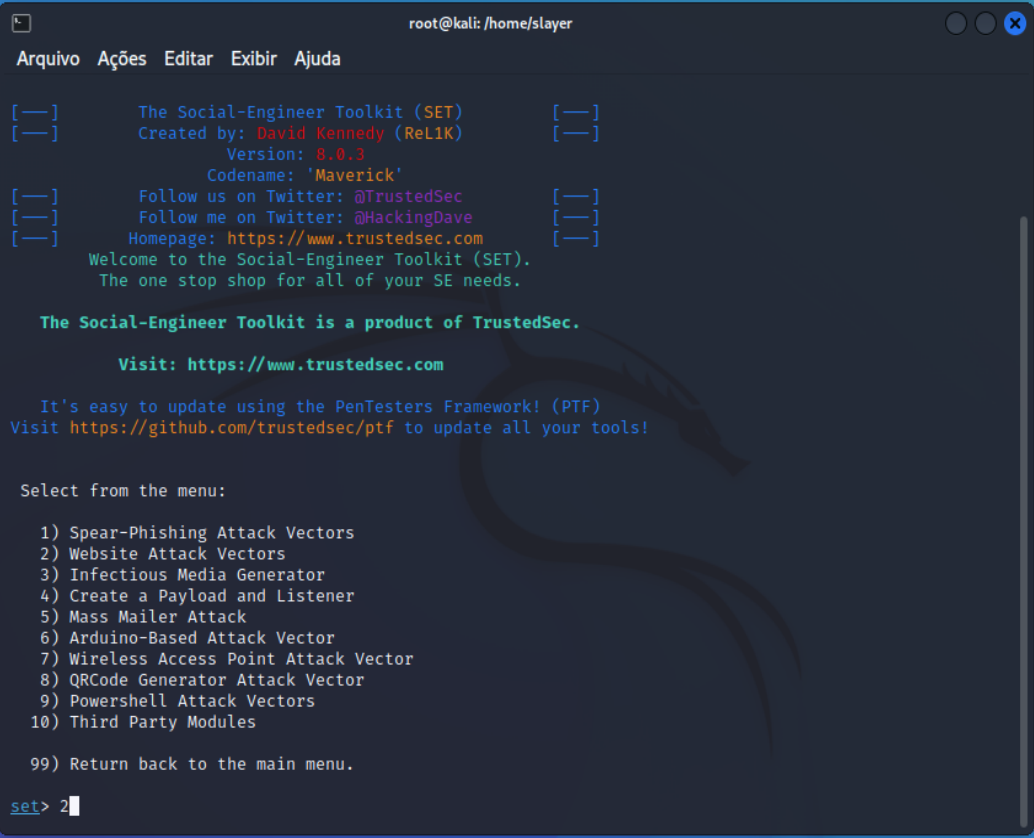 root@kali: /home/slayer
Arquivo Ações Editar Exibir Ajuda
[---] The Social-Engineer Toolkit (SET) [---]
[---] Created by: David Kennedy (ReL1K) [---]
Version: 8.0.3
Codename: 'Maverick'
[---] Follow us on Twitter: @TrustedSec [---]
[---] Follow me on Twitter: @HackingDave [---]
[---] Homepage: https://www.trustedsec.com [---]
Welcome to the Social-Engineer Toolkit (SET).
The one stop shop for all of your SE needs.
The Social-Engineer Toolkit is a product of TrustedSec.
Visit: https://www.trustedsec.com
It's easy to update using the PenTesters Framework! (PTF)
Visit https://github.com/trustedsec/ptf to update all your tools!
Select from the menu:
1) Spear-Phishing Attack Vectors
2) Website Attack Vectors
3) Infectious Media Generator
4) Create a Payload and Listener
5) Mass Mailer Attack
6) Arduino-Based Attack Vector
7) Wireless Access Point Attack Vector
8) QRCode Generator Attack Vector
9) Powershell Attack Vectors
10) Third Party Modules
99) Return back to the main menu.
set> 2